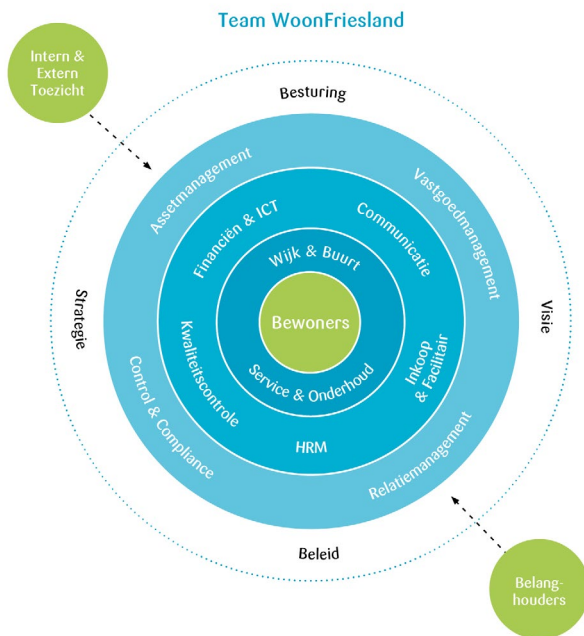 Team WoonFriesland
Intern &
Extern
Toezicht
Besturing
Assetmanagement
Vastgoedmanagement
Financiën & ICT
Communicatie
Wijk & Buurt
Strategie
Bewoners
Visie
Kwaliteitscontrole
Inkoop
& Facilitair
Service & Onderhoud
Control & Compliance
HRM
Relatiemanagement
Beleid
Belang-
houders